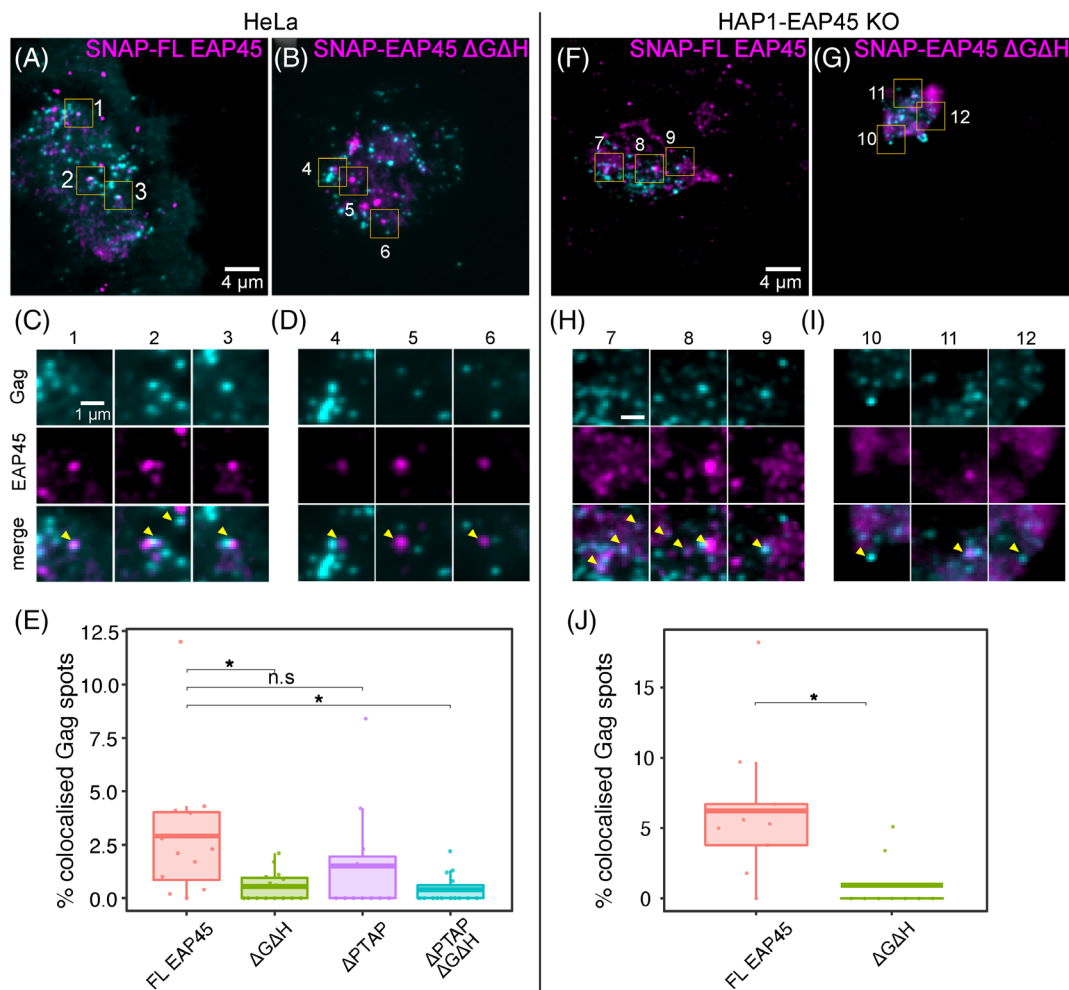 HeLa
HAP1-EAP45 KO
(A) SNAP-FL EAP45
(B) SNAP-EAP45 ΔGΔH
(F) SNAP-FL EAP45
(G) SNAP-EAP45 ΔGΔH
1
2
3
4 μm
4
5
6
7
8
9
4 μm
11
12
10
(C)
(D)
(H)
(I)
1 2 3 4 5 6 7 8 9 10 11 12
Gag
1 μm
EAP45
merge
(E)
% colocalised Gag spots
12.5
10.0
7.5
5.0
2.5
0.0
*
n.s
*
FL EAP45
ΔGΔH
ΔPTAP
ΔPTAP
ΔGΔH
(J)
% colocalised Gag spots
15
10
5
0
*
FL EAP45
ΔGΔH